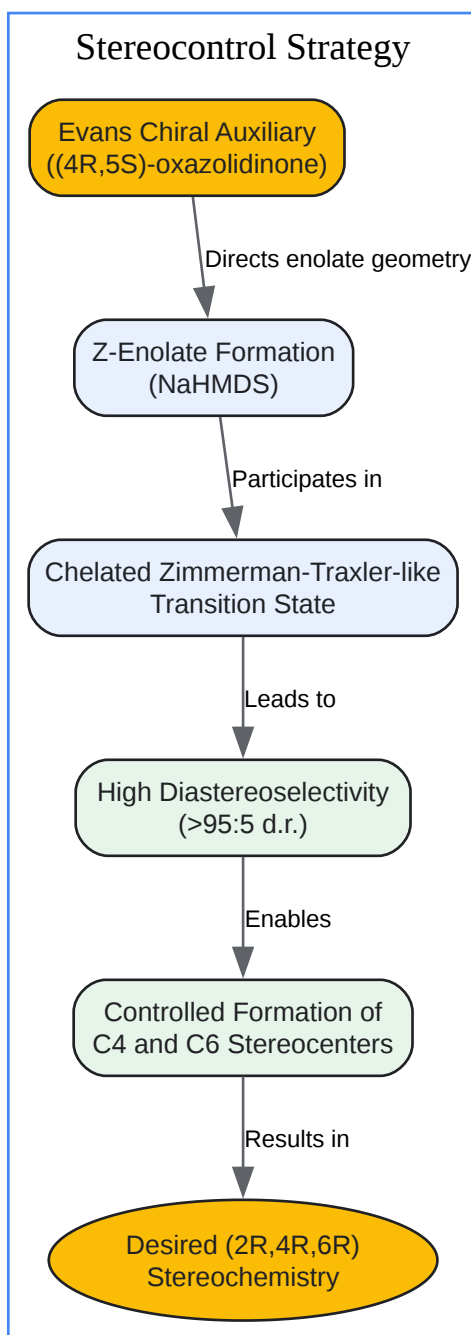 Stereocontrol Strategy
Evans Chiral Auxiliary
((4R,5S)-oxazolidinone)
Directs enolate geometry
Z-Enolate Formation
(NaHMDS)
Participates in
Chelated Zimmerman-Traxler-like
Transition State
Leads to
High Diastereoselectivity
(>95:5 d.r.)
Enables
Controlled Formation of
C4 and C6 Stereocenters
Results in
Desired (2R,4R,6R)
Stereochemistry